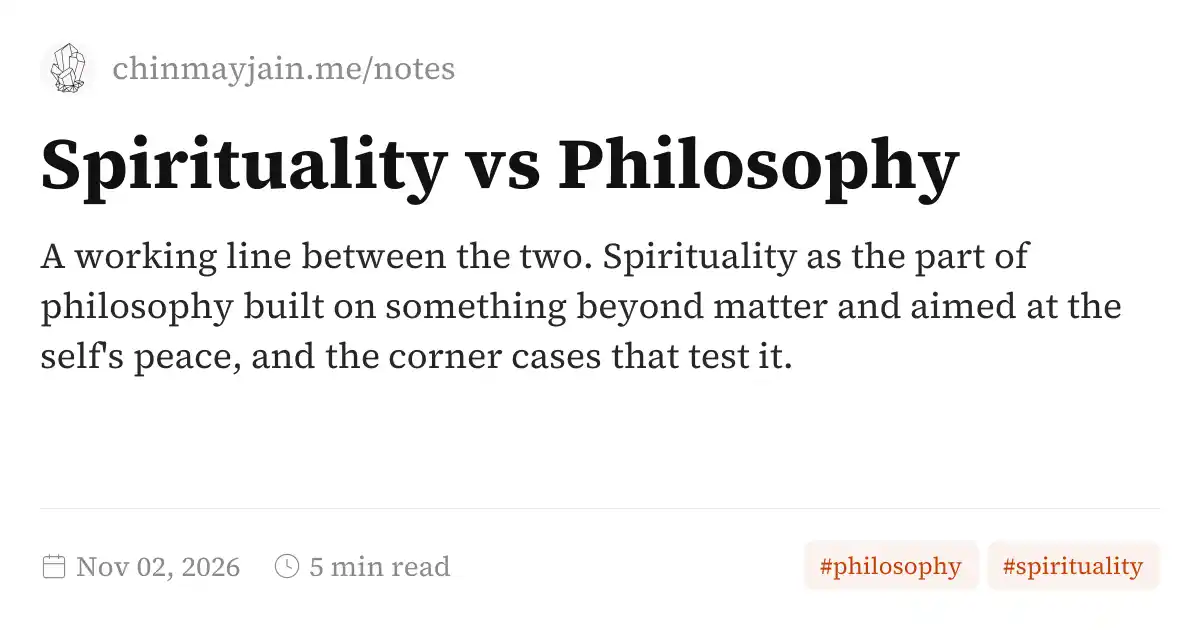 chinmayjain.me/notes
Spirituality vs Philosophy
A working line between the two. Spirituality as the part of
philosophy built on something beyond matter and aimed at the
self's peace, and the corner cases that test it.
Nov 02, 2026 5 min read #philosophy #spirituality